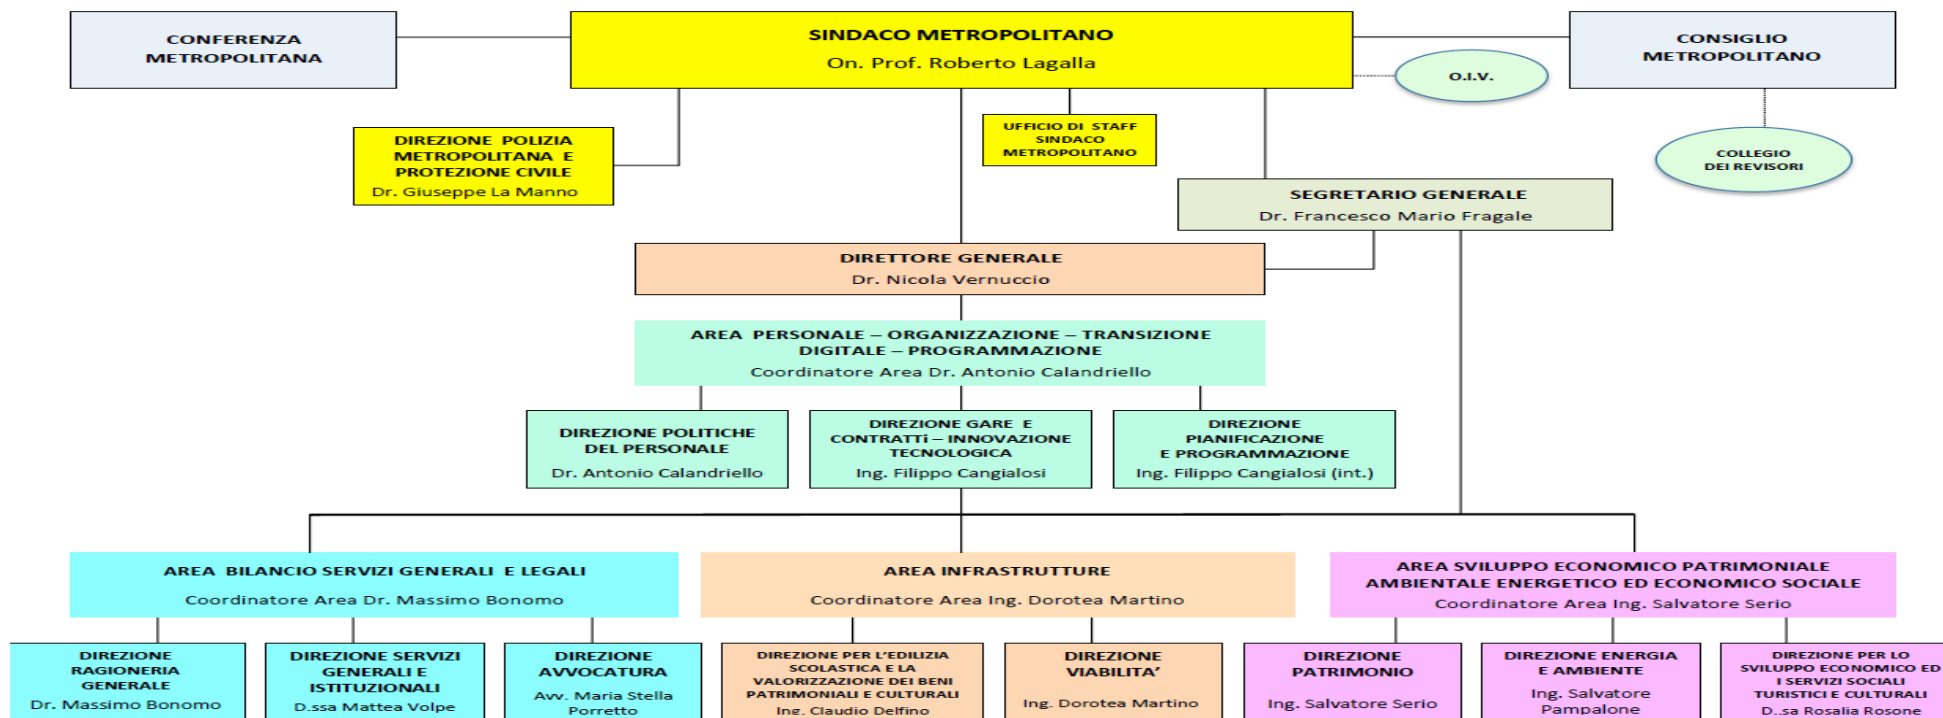 CONFERENZA
METROPOLITANA
SINDACO METROPOLITANO
On. Prof. Roberto Lagalla
CONSIGLIO
METROPOLITANO
O.I.V.
DIREZIONE POLIZIA
METROPOLITANA E
PROTEZIONE CIVILE
Dr. Giuseppe La Manno
UFFICIO DI STAFF
SINDACO
METROPOLITANO
COLLEGIO
DEI REVISORI
SEGRETARIO GENERALE
Dr. Francesco Mario Fragale
DIRETTORE GENERALE
Dr. Nicola Vernuccio
AREA PERSONALE – ORGANIZZAZIONE – TRANSIZIONE
DIGITALE – PROGRAMMAZIONE
Coordinatore Area Dr. Antonio Calandriello
DIREZIONE POLITICHE
DEL PERSONALE
Dr. Antonio Calandriello
DIREZIONE GARE E
CONTRATTi – INNOVAZIONE
TECNOLOGICA
Ing. Filippo Cangialosi
DIREZIONE
PIANIFICAZIONE
E PROGRAMMAZIONE
Ing. Filippo Cangialosi (int.)
AREA BILANCIO SERVIZI GENERALI E LEGALI
Coordinatore Area Dr. Massimo Bonomo
AREA INFRASTRUTTURE
Coordinatore Area Ing. Dorotea Martino
AREA SVILUPPO ECONOMICO PATRIMONIALE
AMBIENTALE ENERGETICO ED ECONOMICO SOCIALE
Coordinatore Area Ing. Salvatore Serio
DIREZIONE
RAGIONERIA
GENERALE
Dr. Massimo Bonomo
DIREZIONE SERVIZI
GENERALI E
ISTITUZIONALI
D.ssa Mattea Volpe
DIREZIONE
AVVOCATURA
Avv. Maria Stella
Porretto
DIREZIONE PER L'EDILIZIA
SCOLASTICA E LA
VALORIZZAZIONE DEI BENI
PATRIMONIALI E CULTURALI
Ing. Claudio Delfino
DIREZIONE
VIABILITA'
Ing. Dorotea Martino
DIREZIONE
PATRIMONIO
Ing. Salvatore Serio
DIREZIONE ENERGIA
E AMBIENTE
Ing. Salvatore
Pampalone
DIREZIONE PER LO
SVILUPPO ECONOMICO ED
I SERVIZI SOCIALI
TURISTICI E CULTURALI
D..sa Rosalia Rosone